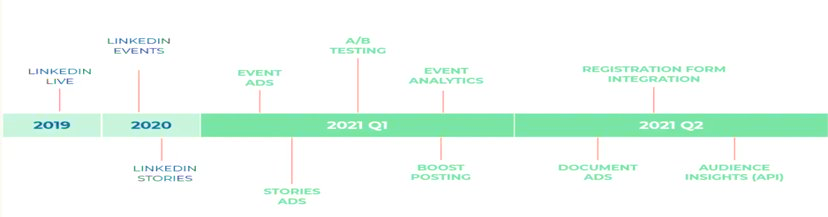 LINKEDIN
LIVE
LINKEDIN
EVENTS
EVENT
ADS
A/B
TESTING
EVENT
ANALYTICS
REGISTRATION FORM
INTEGRATION
2019
2020
2021 Q1
2021 Q2
LINKEDIN
STORIES
STORIES
ADS
BOOST
POSTING
DOCUMENT
ADS
AUDIENCE
INSIGHTS (API)